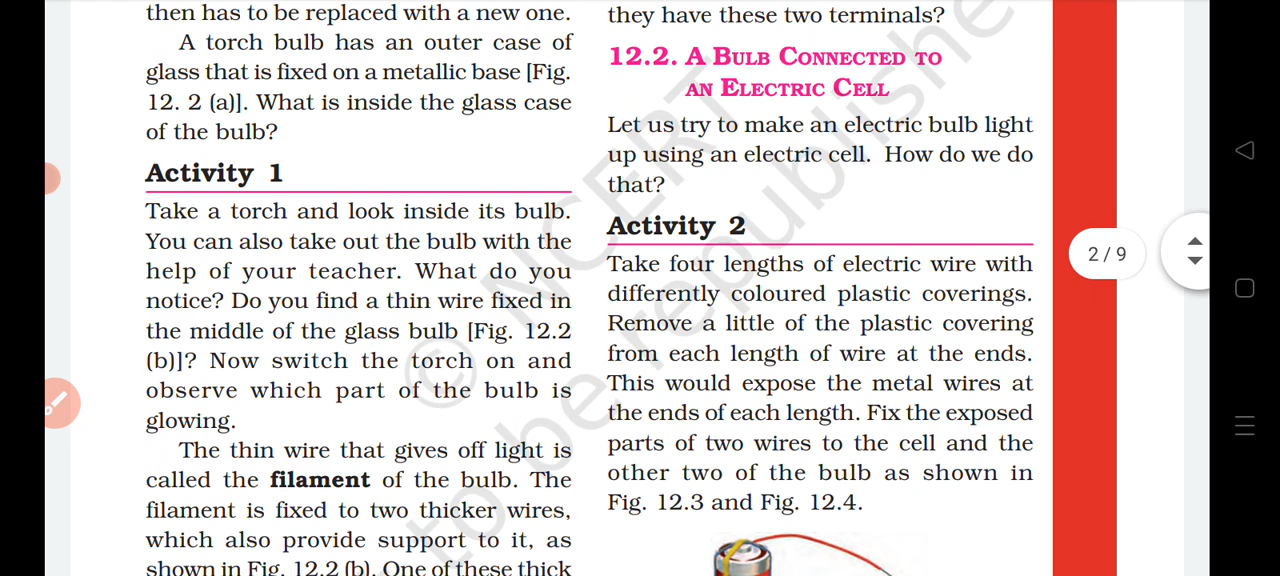 then has to be replaced with a new one.
A torch bulb has an outer case of
glass that is fixed on a metallic base [Fig.
12. 2 (a)]. What is inside the glass case
of the bulb?
Activity 1
Take a torch and look inside its bulb.
You can also take out the bulb with the
help of your teacher. What do you
notice? Do you find a thin wire fixed in
the middle of the glass bulb [Fig. 12.2
(b)]? Now switch the torch on and
observe which part of the bulb is
glowing.
The thin wire that gives off light is
called the filament of the bulb. The
filament is fixed to two thicker wires,
which also provide support to it, as
shown in Fig. 12.2 (b). One of these thick
they have these two terminals?
12.2. A BULB CONNECTED TO
AN ELECTRIC CELL
Let us try to make an electric bulb light
up using an electric cell. How do we do
that?
Activity 2
Take four lengths of electric wire with
differently coloured plastic coverings.
Remove a little of the plastic covering
from each length of wire at the ends.
This would expose the metal wires at
the ends of each length. Fix the exposed
parts of two wires to the cell and the
other two of the bulb as shown in
Fig. 12.3 and Fig. 12.4.
© NCERT
to be republishe
2 / 9